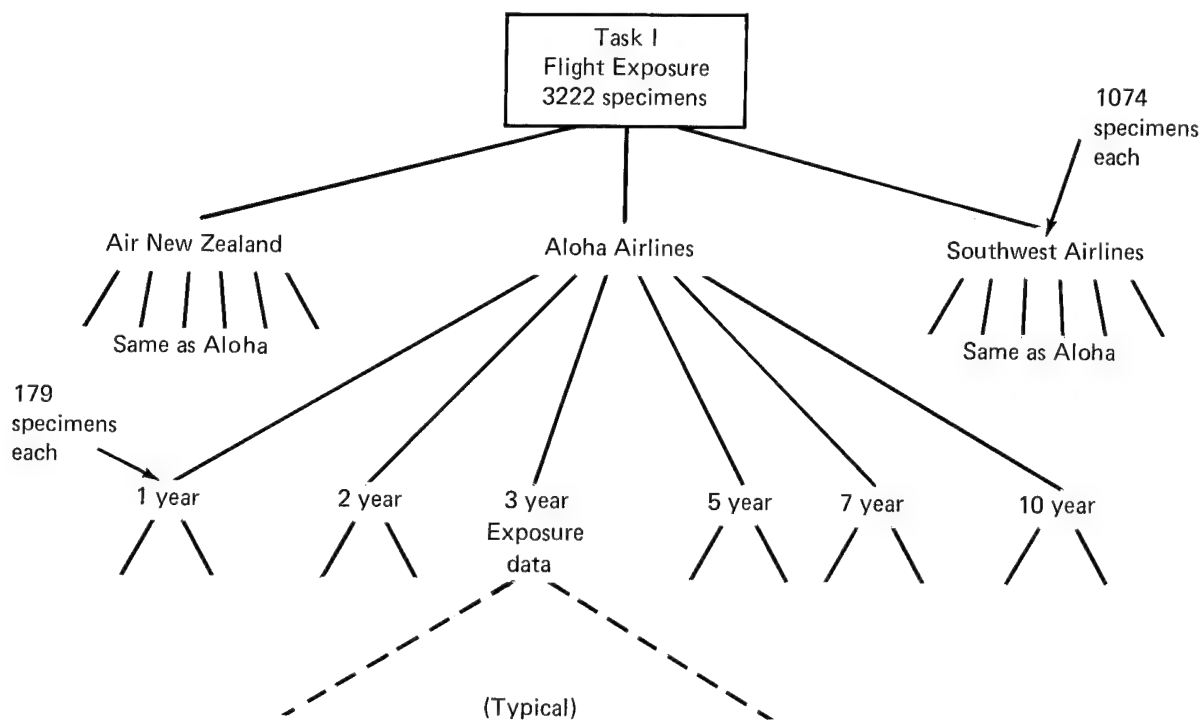 Task I
Flight Exposure
3222 specimens
1074
specimens
each
Air New Zealand
Aloha Airlines
Southwest Airlines
Same as Aloha
Same as Aloha
179
specimens
each
1 year
2 year
3 year
Exposure
data
5 year
7 year
10 year
(Typical)